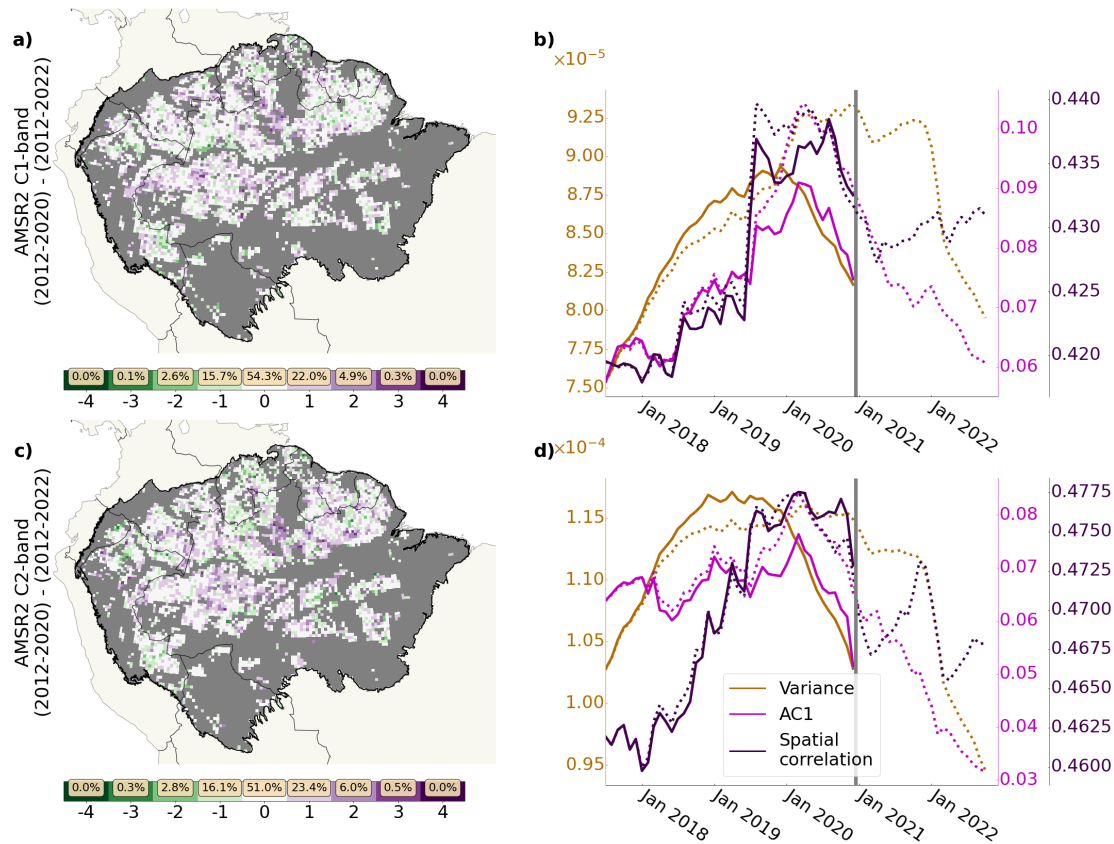 a)
AMSR2 C1-band
(2012-2020) - (2012-2022)
0.0% 0.1% 2.6% 15.7% 54.3% 22.0% 4.9% 0.3% 0.0%
-4 -3 -2 -1 0 1 2 3 4
b)
×10⁻⁵
9.25
9.00
8.75
8.50
8.25
8.00
7.75
7.50
0.10
0.09
0.08
0.07
0.06
0.440
0.435
0.430
0.425
0.420
Jan 2018 Jan 2019 Jan 2020 Jan 2021 Jan 2022
c)
AMSR2 C2-band
(2012-2020) - (2012-2022)
0.0% 0.3% 2.8% 16.1% 51.0% 23.4% 6.0% 0.5% 0.0%
-4 -3 -2 -1 0 1 2 3 4
d)
×10⁻⁴
1.15
1.10
1.05
1.00
0.95
Variance
AC1
Spatial
correlation
0.08
0.07
0.06
0.05
0.04
0.03
0.4775
0.4750
0.4725
0.4700
0.4675
0.4650
0.4625
0.4600
Jan 2018 Jan 2019 Jan 2020 Jan 2021 Jan 2022